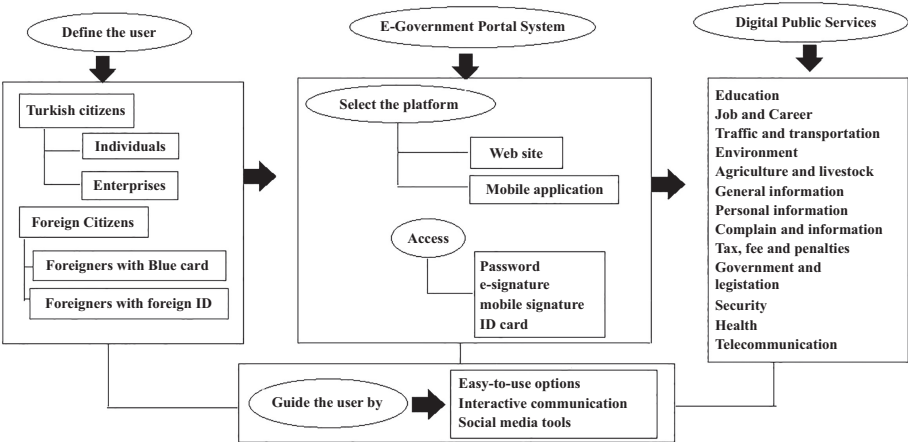 Define the user
Turkish citizens
Individuals
Enterprises
Foreign Citizens
Foreigners with Blue card
Foreigners with foreign ID
E-Government Portal System
Select the platform
Web site
Mobile application
Access
Password
e-signature
mobile signature
ID card
Digital Public Services
Education
Job and Career
Traffic and transportation
Environment
Agriculture and livestock
General information
Personal information
Complain and information
Tax, fee and penalties
Government and
legistation
Security
Health
Telecommunication
Guide the user by
Easy-to-use options
Interactive communication
Social media tools